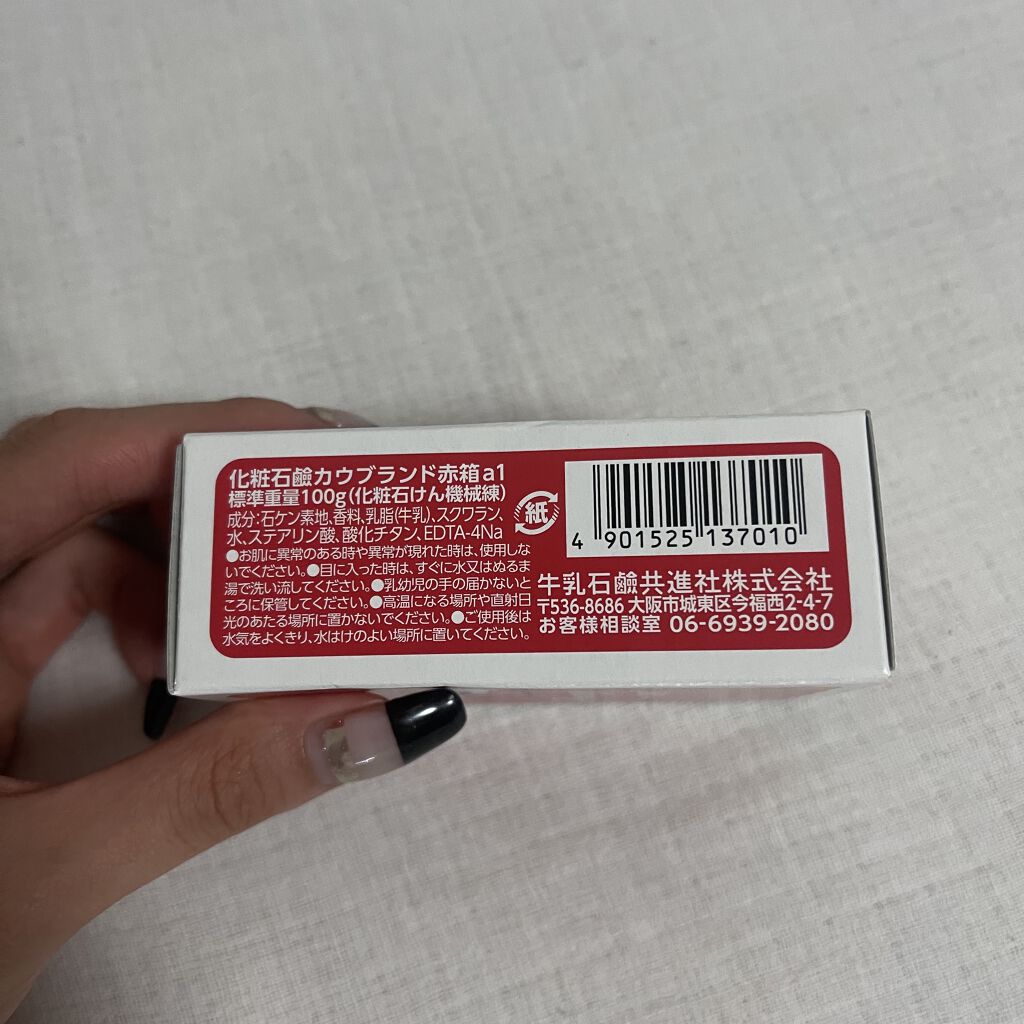 化粧石鹸カウブランド赤箱a1
標準重量100g(化粧石けん機械練)
成分:石ケン素地、香料、乳脂(牛乳)、スクワラン、
水、ステアリン酸、酸化チタン、EDTA-4Na
●お肌に異常のある時や異常が現れた時は、使用しな
いでください。●目に入った時は、すぐに水又はぬるま
湯で洗い流してください。●乳幼児の手の届かないと
ころに保管してください。●高温になる場所や直射日
光のあたる場所に置かないでください。●ご使用後は
水気をよくきり、水はけのよい場所に置いてください。
紙
4 901525 137010
牛乳石鹸共進社株式会社
〒536-8686 大阪市城東区今福西2-4-7
お客様相談室 06-6939-2080